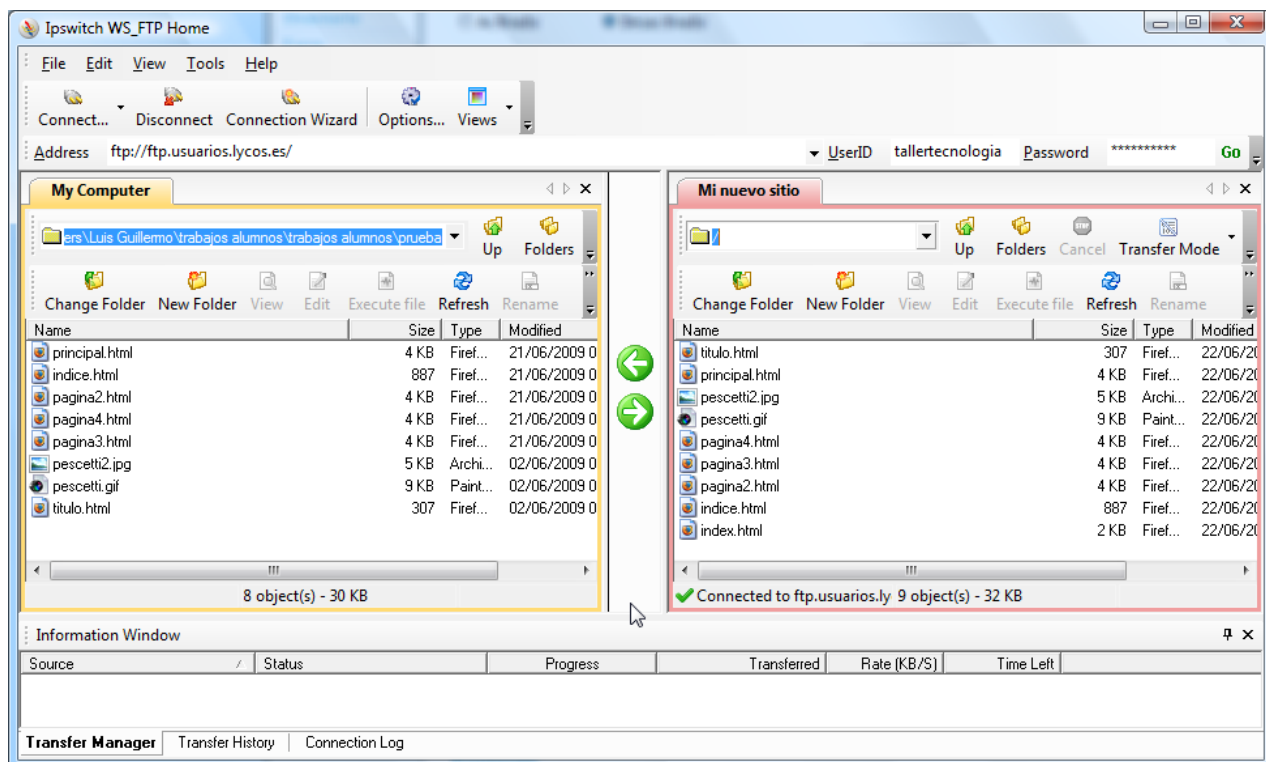 Ipswitch WS_FTP Home
File Edit View Tools Help
Connect... Disconnect Connection Wizard Options... Views
Address ftp://ftp.usuarios.lycos.es/ UserID tallertecnologia Password ********** Go
My Computer
ers\Luis Guillermo\trabajos alumnos\trabajos alumnos\prueba Up Folders
Change Folder New Folder View Edit Execute file Refresh Rename
Name Size Type Modified
principal.html 4 KB Firef... 21/06/2009 0
indice.html 887 Firef... 21/06/2009 0
pagina2.html 4 KB Firef... 21/06/2009 0
pagina4.html 4 KB Firef... 21/06/2009 0
pagina3.html 4 KB Firef... 21/06/2009 0
pescetti2.jpg 5 KB Archi... 02/06/2009 0
pescetti.gif 9 KB Paint... 02/06/2009 0
titulo.html 307 Firef... 02/06/2009 0
8 object(s) - 30 KB
Mi nuevo sitio
/ Up Folders Cancel Transfer Mode
Change Folder New Folder View Edit Execute file Refresh Rename
Name Size Type Modified
titulo.html 307 Firef... 22/06/20
principal.html 4 KB Firef... 22/06/20
pescetti2.jpg 5 KB Archi... 22/06/20
pescetti.gif 9 KB Paint... 22/06/20
pagina4.html 4 KB Firef... 22/06/20
pagina3.html 4 KB Firef... 22/06/20
pagina2.html 4 KB Firef... 22/06/20
indice.html 887 Firef... 22/06/20
index.html 2 KB Firef... 22/06/20
Connected to ftp.usuarios.ly 9 object(s) - 32 KB
Information Window
Source Status Progress Transferred Rate (KB/S) Time Left
Transfer Manager Transfer History Connection Log